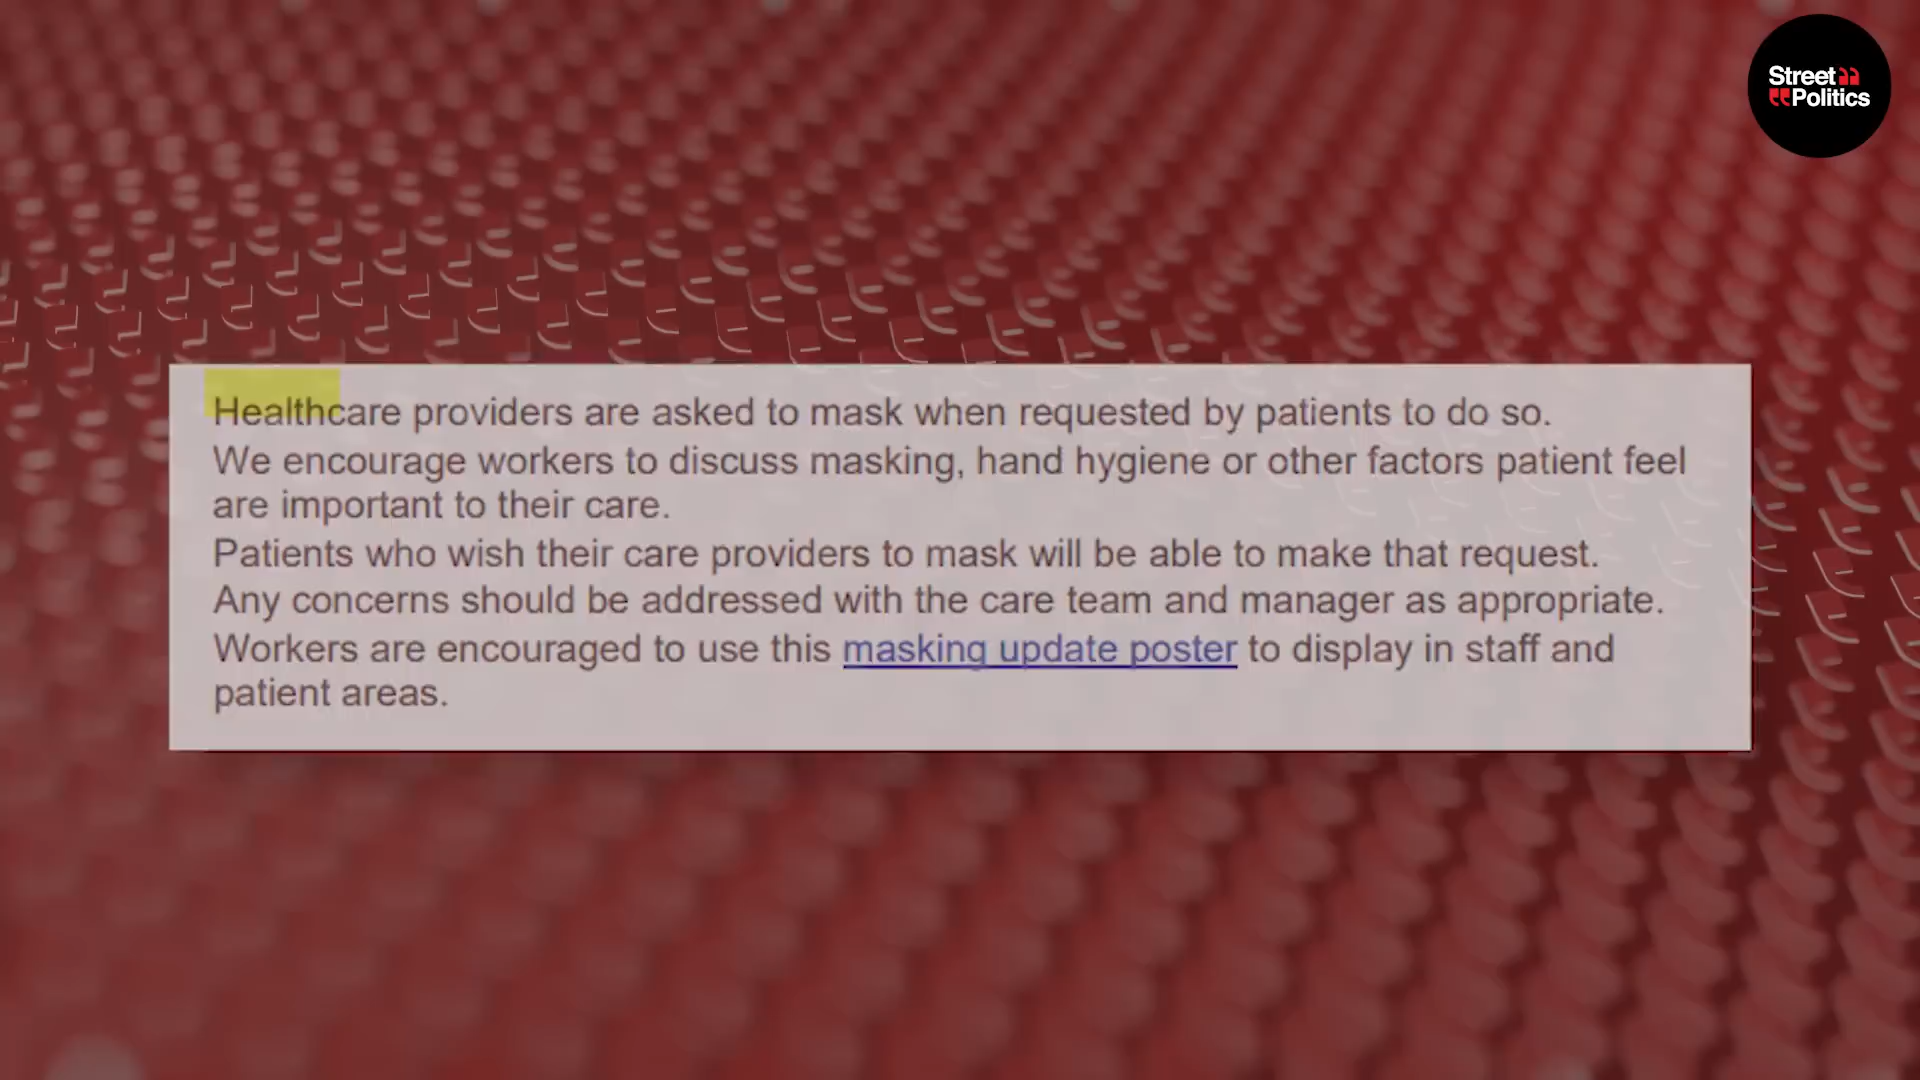 Street
Politics
Healthcare providers are asked to mask when requested by patients to do so.
We encourage workers to discuss masking, hand hygiene or other factors patient feel
are important to their care.
Patients who wish their care providers to mask will be able to make that request.
Any concerns should be addressed with the care team and manager as appropriate.
Workers are encouraged to use this masking update poster to display in staff and
patient areas.